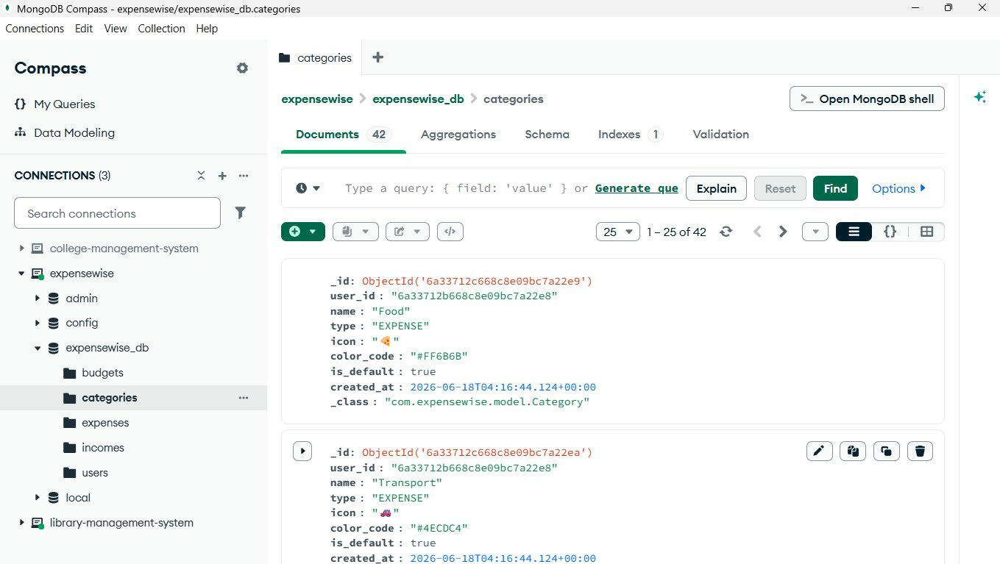 MongoDB Compass - expensewise/expensewise_db.categories
Connections Edit View Collection Help
Compass
{} My Queries
Data Modeling
CONNECTIONS (3)
Search connections
college-management-system
expensewise
admin
config
expensewise_db
budgets
categories
expenses
incomes
users
local
library-management-system
categories
expensewise > expensewise_db > categories
>_ Open MongoDB shell
Documents 42 Aggregations Schema Indexes 1 Validation
Type a query: { field: 'value' } or Generate que Explain Reset Find Options
</> 25 1 – 25 of 42 {}
_id: ObjectId('6a33712c668c8e09bc7a22e9')
user_id : "6a33712b668c8e09bc7a22e8"
name : "Food"
type : "EXPENSE"
icon : "🍕"
color_code : "#FF6B6B"
is_default : true
created_at : 2026-06-18T04:16:44.124+00:00
_class : "com.expensewise.model.Category"
_id: ObjectId('6a33712c668c8e09bc7a22ea')
user_id : "6a33712b668c8e09bc7a22e8"
name : "Transport"
type : "EXPENSE"
icon : "🚗"
color_code : "#4ECDC4"
is_default : true
created_at : 2026-06-18T04:16:44.124+00:00